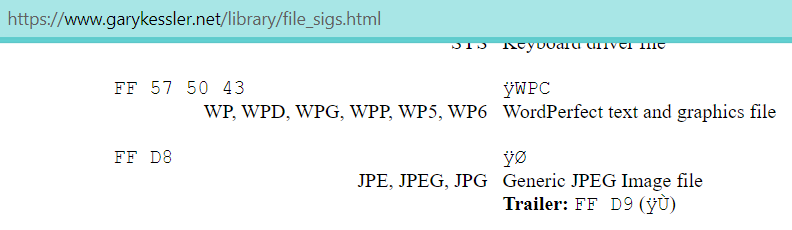 https://www.garykessler.net/library/file_sigs.html
SYS Keyboard driver file
FF 57 50 43 ÿWPC
WP, WPD, WPG, WPP, WP5, WP6 WordPerfect text and graphics file
FF D8 ÿØ
JPE, JPEG, JPG Generic JPEG Image file
Trailer: FF D9 (ÿÙ)